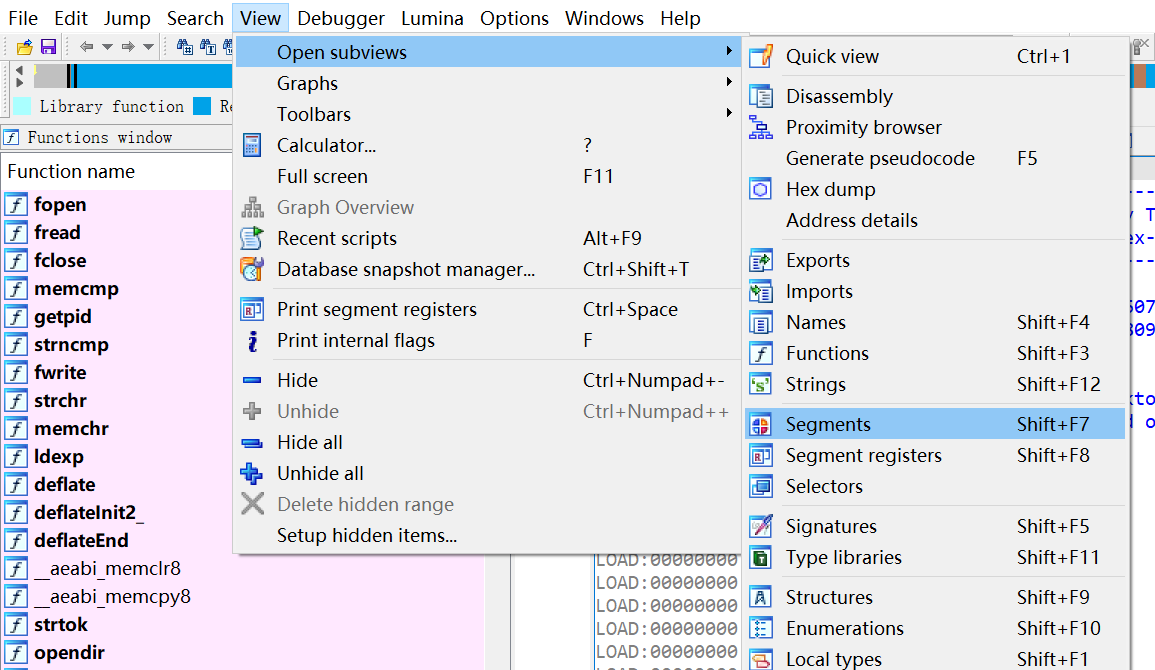 File Edit Jump Search View Debugger Lumina Options Windows Help
Library function
Functions window
Function name
fopen
fread
fclose
memcmp
getpid
strncmp
fwrite
strchr
memchr
ldexp
deflate
deflateInit2_
deflateEnd
__aeabi_memclr8
__aeabi_memcpy8
strtok
opendir
Open subviews
Graphs
Toolbars
Calculator... ?
Full screen F11
Graph Overview
Recent scripts Alt+F9
Database snapshot manager... Ctrl+Shift+T
Print segment registers Ctrl+Space
Print internal flags F
Hide Ctrl+Numpad+-
Unhide Ctrl+Numpad++
Hide all
Unhide all
Delete hidden range
Setup hidden items...
LOAD:00000000
LOAD:00000000
LOAD:00000000
LOAD:00000000
LOAD:00000000
Quick view Ctrl+1
Disassembly
Proximity browser
Generate pseudocode F5
Hex dump
Address details
Exports
Imports
Names Shift+F4
Functions Shift+F3
Strings Shift+F12
Segments Shift+F7
Segment registers Shift+F8
Selectors
Signatures Shift+F5
Type libraries Shift+F11
Structures Shift+F9
Enumerations Shift+F10
Local types Shift+F1